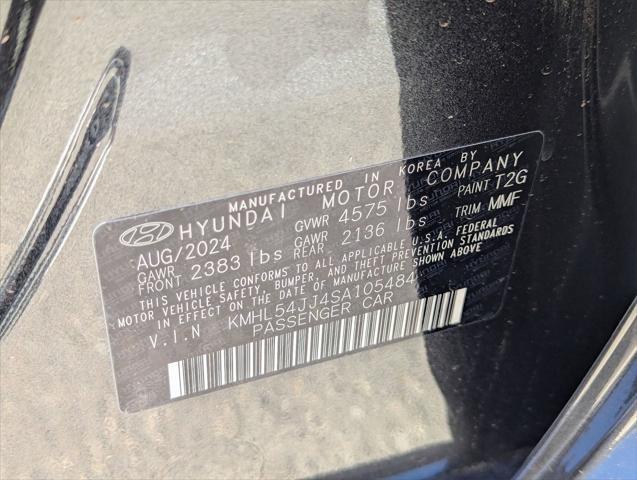 MANUFACTURED IN KOREA BY
HYUNDAI MOTOR COMPANY
AUG/2024 GVWR 4575 lbs PAINT T2G
GAWR FRONT 2383 lbs GAWR REAR 2136 lbs TRIM MMF
THIS VEHICLE CONFORMS TO ALL APPLICABLE U.S.A. FEDERAL
MOTOR VEHICLE SAFETY, BUMPER, AND THEFT PREVENTION STANDARDS
IN EFFECT ON THE DATE OF MANUFACTURE SHOWN ABOVE
V.I.N KMHL54JJ4SA105484
PASSENGER CAR